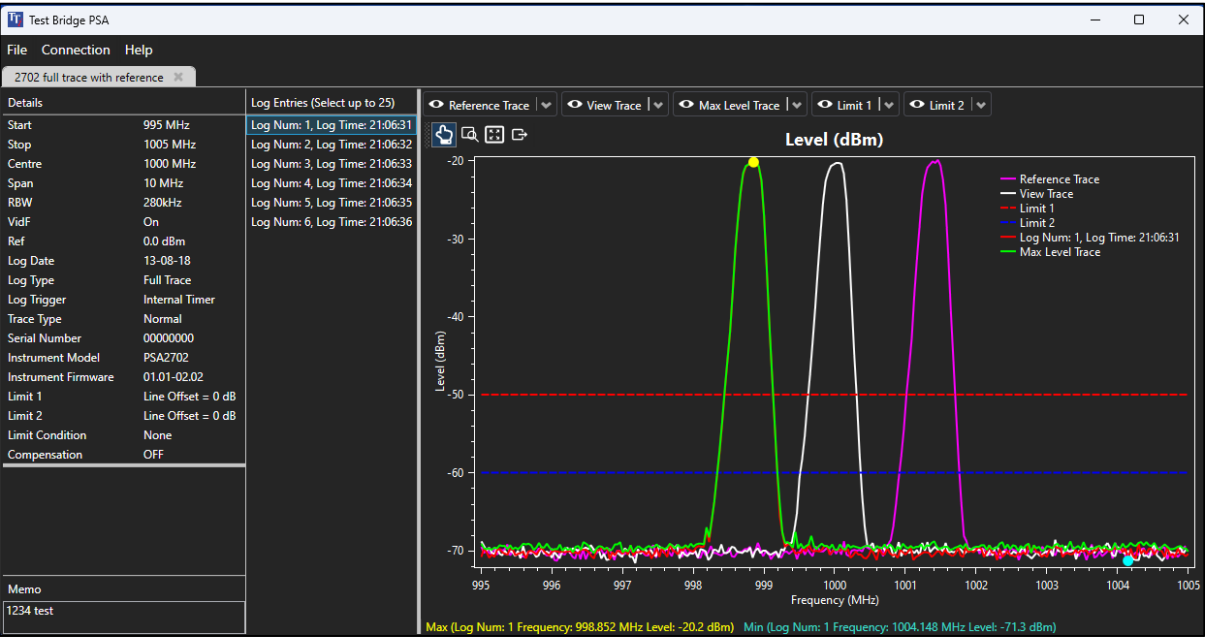 Test Bridge PSA
File Connection Help
2702 full trace with reference
Details
Start 995 MHz
Stop 1005 MHz
Centre 1000 MHz
Span 10 MHz
RBW 280kHz
VidF On
Ref 0.0 dBm
Log Date 13-08-18
Log Type Full Trace
Log Trigger Internal Timer
Trace Type Normal
Serial Number 00000000
Instrument Model PSA2702
Instrument Firmware 01.01-02.02
Limit 1 Line Offset = 0 dB
Limit 2 Line Offset = 0 dB
Limit Condition None
Compensation OFF
Memo
1234 test
Log Entries (Select up to 25)
Log Num: 1, Log Time: 21:06:31
Log Num: 2, Log Time: 21:06:32
Log Num: 3, Log Time: 21:06:33
Log Num: 4, Log Time: 21:06:34
Log Num: 5, Log Time: 21:06:35
Log Num: 6, Log Time: 21:06:36
Reference Trace View Trace Max Level Trace Limit 1 Limit 2
Level (dBm)
Reference Trace
View Trace
Limit 1
Limit 2
Log Num: 1, Log Time: 21:06:31
Max Level Trace
Level (dBm)
-20
-30
-40
-50
-60
-70
995 996 997 998 999 1000 1001 1002 1003 1004 1005
Frequency (MHz)
Max (Log Num: 1 Frequency: 998.852 MHz Level: -20.2 dBm) Min (Log Num: 1 Frequency: 1004.148 MHz Level: -71.3 dBm)